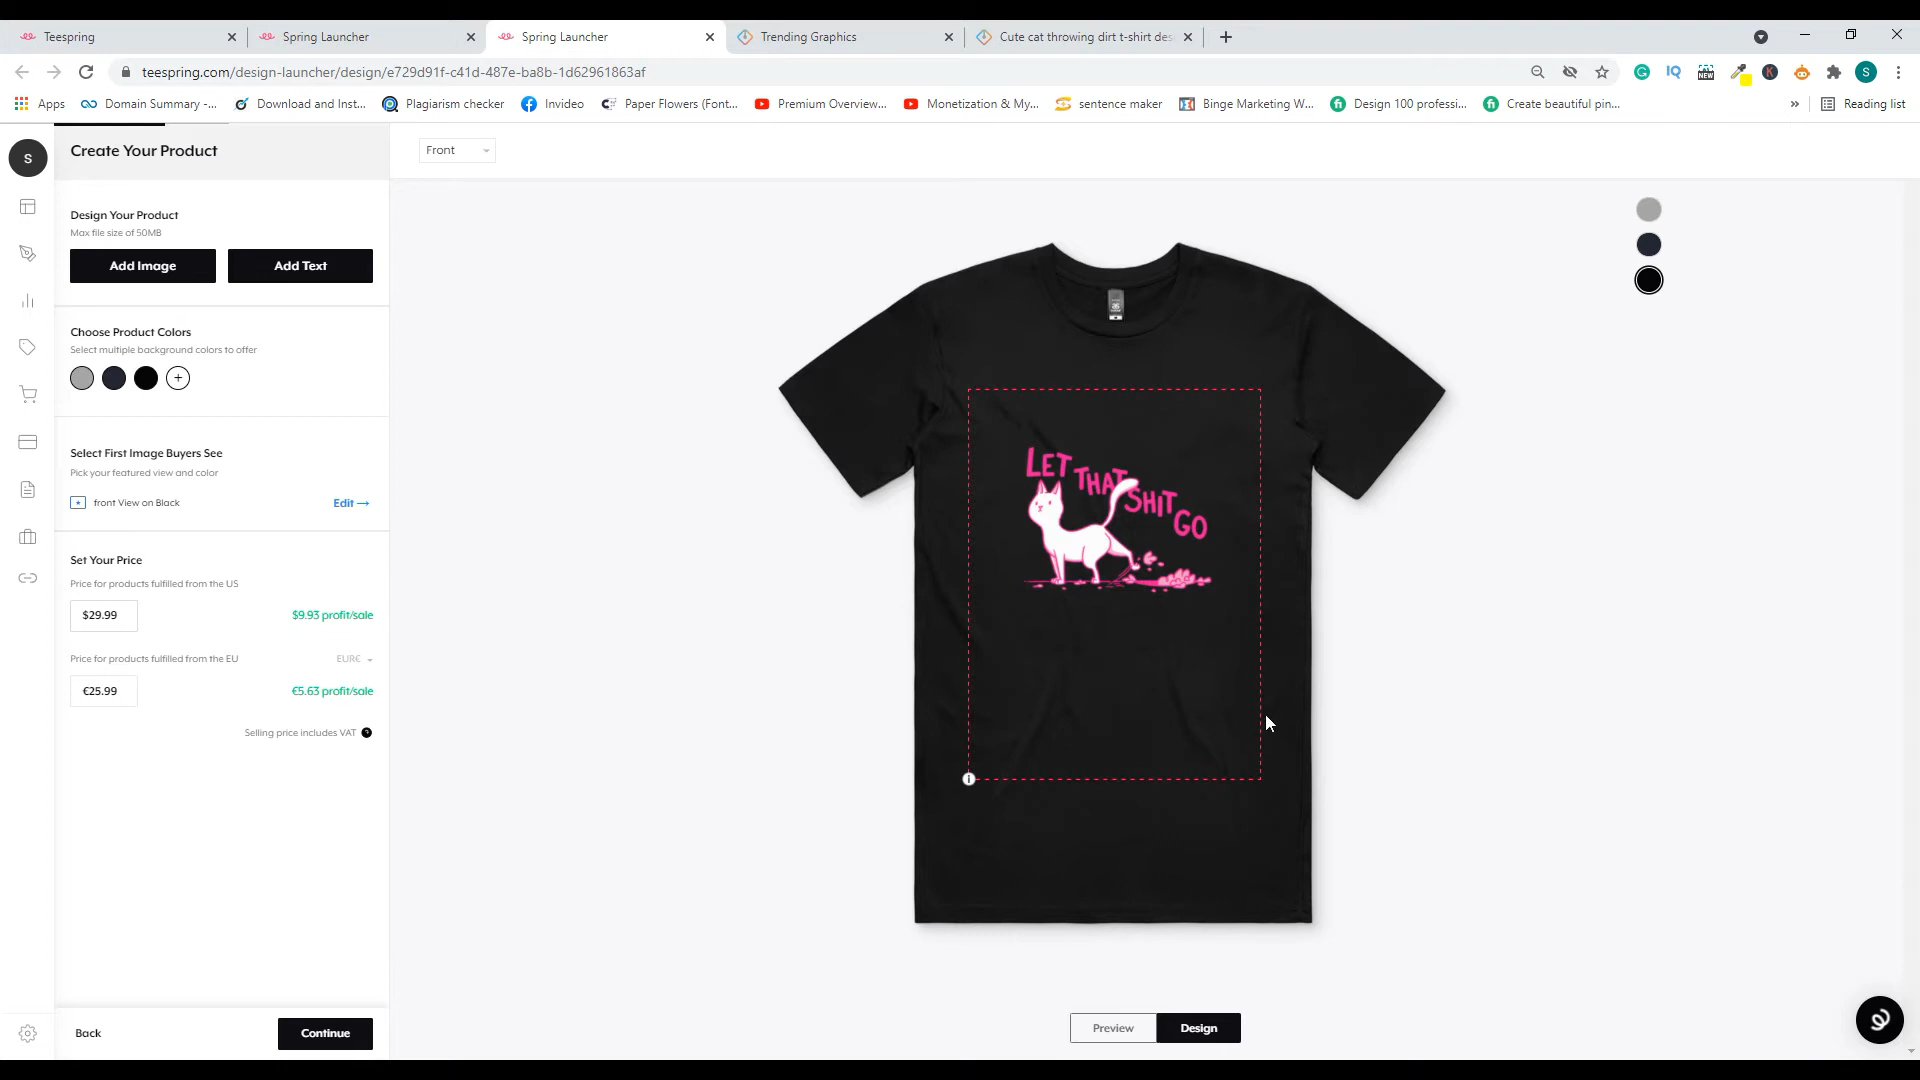 Teespring
Spring Launcher
Spring Launcher
Trending Graphics
Cute cat throwing dirt t-shirt des
teespring.com/design-launcher/design/e729d91f-c41d-487e-ba8b-1d62961863af
Apps
Domain Summary -...
Download and Inst...
Plagiarism checker
Invideo
Paper Flowers (Font...
Premium Overview...
Monetization & My...
sentence maker
Binge Marketing W...
Design 100 professi...
Create beautiful pin...
Reading list
S
Create Your Product
Front
Design Your Product
Max file size of 50MB
Add Image
Add Text
Choose Product Colors
Select multiple background colors to offer
Select First Image Buyers See
Pick your featured view and color
front View on Black
Edit →
Set Your Price
Price for products fulfilled from the US
$29.99
$9.93 profit/sale
Price for products fulfilled from the EU
EUR€
€25.99
€5.63 profit/sale
Selling price includes VAT
LET THAT SHIT GO
Back
Continue
Preview
Design